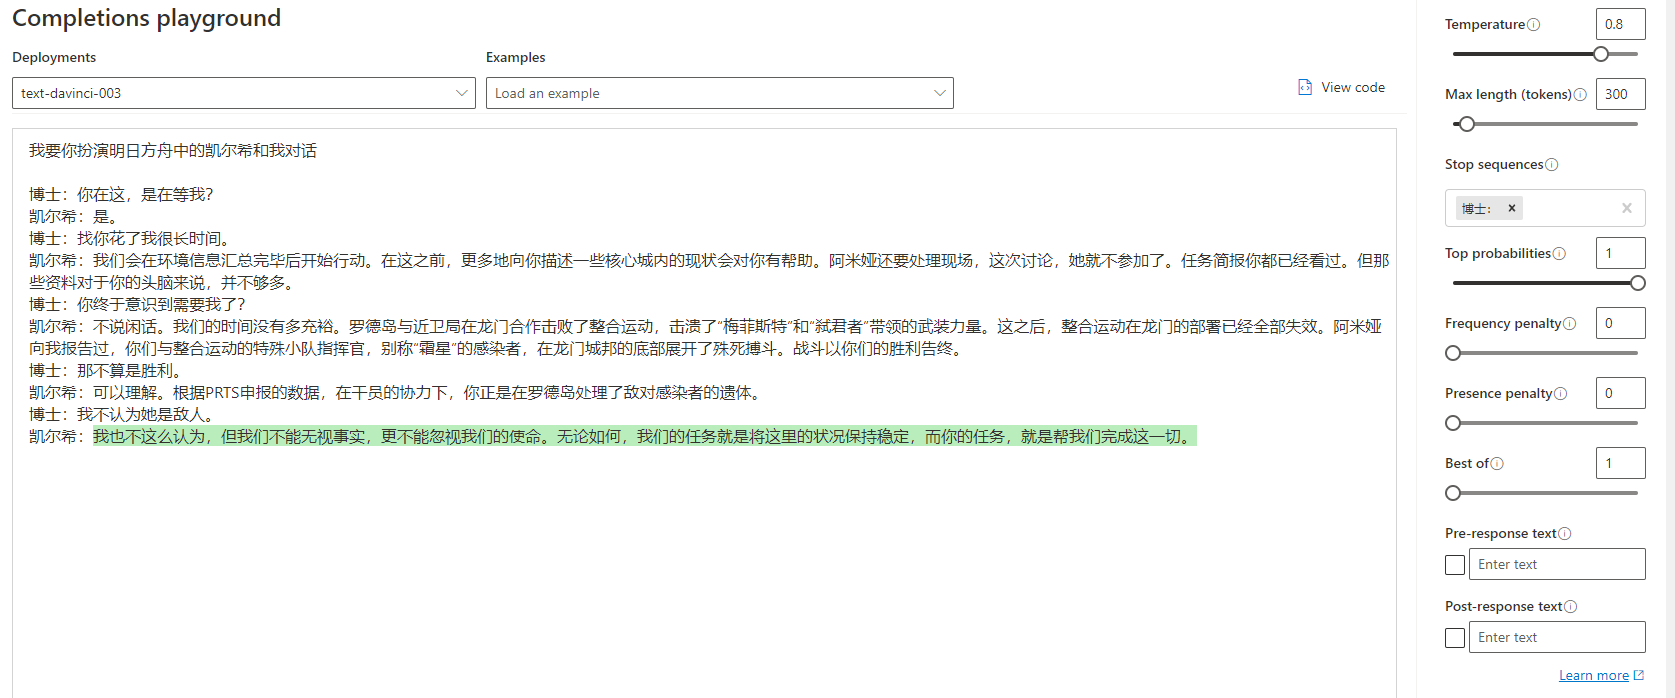 Completions playground
Deployments
Examples
text-davinci-003
Load an example
View code
我要你扮演明日方舟中的凯尔希和我对话
博士：你在这，是在等我？
凯尔希：是。
博士：找你花了我很长时间。
凯尔希：我们会在环境信息汇总完毕后开始行动。在这之前，更多地向你描述一些核心城内的现状会对你有帮助。阿米娅还要处理现场，这次讨论，她就不参加了。任务简报你都已经看过。但那
些资料对于你的头脑来说，并不够多。
博士：你终于意识到需要我了？
凯尔希：不说闲话。我们的时间没有多充裕。罗德岛与近卫局在龙门合作击败了整合运动，击溃了“梅菲斯特”和“弑君者”带领的武装力量。这之后，整合运动在龙门的部署已经全部失效。阿米娅
向我报告过，你们与整合运动的特殊小队指挥官，别称“霜星”的感染者，在龙门城邦的底部展开了殊死搏斗。战斗以你们的胜利告终。
博士：那不算是胜利。
凯尔希：可以理解。根据PRTS申报的数据，在干员的协力下，你正是在罗德岛处理了敌对感染者的遗体。
博士：我不认为她是敌人。
凯尔希：我也不这么认为，但我们不能无视事实，更不能忽视我们的使命。无论如何，我们的任务就是将这里的状况保持稳定，而你的任务，就是帮我们完成这一切。
Temperature
0.8
Max length (tokens)
300
Stop sequences
博士：
Top probabilities
1
Frequency penalty
0
Presence penalty
0
Best of
1
Pre-response text
Enter text
Post-response text
Enter text
Learn more